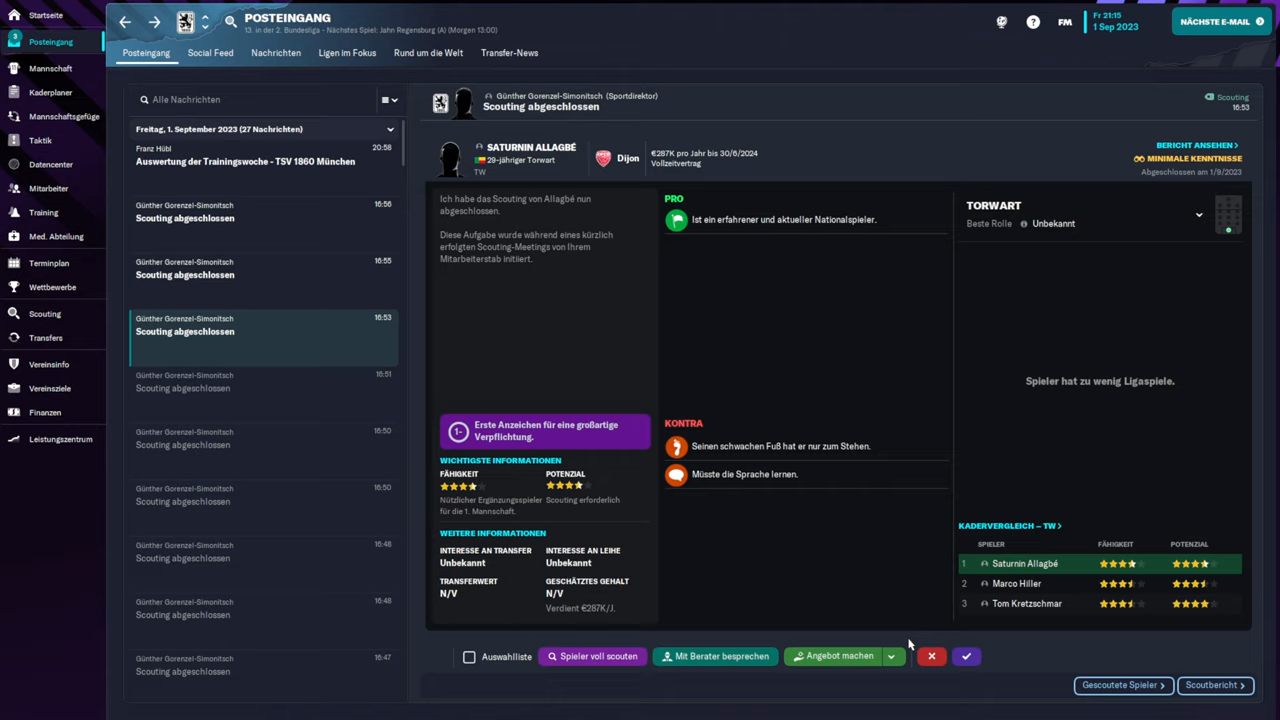 Startseite
3
Posteingang
Mannschaft
Kaderplaner
Mannschaftsgefüge
Taktik
Datencenter
Mitarbeiter
Training
Med. Abteilung
Terminplan
Wettbewerbe
Scouting
Transfers
Vereinsinfo
Vereinsziele
Finanzen
Leistungszentrum
POSTEINGANG
13. in der 2. Bundesliga - Nächstes Spiel: Jahn Regensburg (A) (Morgen 13:00)
FM
Fr 21:15
1 Sep 2023
NÄCHSTE E-MAIL
Posteingang
Social Feed
Nachrichten
Ligen im Fokus
Rund um die Welt
Transfer-News
Alle Nachrichten
Freitag, 1. September 2023 (27 Nachrichten)
Franz Hübl
20:58
Auswertung der Trainingswoche - TSV 1860 München
Günther Gorenzel-Simonitsch
16:56
Scouting abgeschlossen
Günther Gorenzel-Simonitsch
16:55
Scouting abgeschlossen
Günther Gorenzel-Simonitsch
16:53
Scouting abgeschlossen
Günther Gorenzel-Simonitsch
16:51
Scouting abgeschlossen
Günther Gorenzel-Simonitsch
16:50
Scouting abgeschlossen
Günther Gorenzel-Simonitsch
16:50
Scouting abgeschlossen
Günther Gorenzel-Simonitsch
16:48
Scouting abgeschlossen
Günther Gorenzel-Simonitsch
16:48
Scouting abgeschlossen
Günther Gorenzel-Simonitsch
16:47
Scouting abgeschlossen
Günther Gorenzel-Simonitsch (Sportdirektor)
Scouting abgeschlossen
Scouting
16:53
SATURNIN ALLAGBÉ
29-jähriger Torwart
TW
Dijon
€287K pro Jahr bis 30/6/2024
Vollzeitvertrag
BERICHT ANSEHEN >
MINIMALE KENNTNISSE
Abgeschlossen am 1/9/2023
Ich habe das Scouting von Allagbé nun
abgeschlossen.
Diese Aufgabe wurde während eines kürzlich
erfolgten Scouting-Meetings von Ihrem
Mitarbeiterstab initiiert.
1-
Erste Anzeichen für eine großartige
Verpflichtung.
WICHTIGSTE INFORMATIONEN
FÄHIGKEIT
POTENZIAL
Nützlicher Ergänzungsspieler
für die 1. Mannschaft.
Scouting erforderlich
WEITERE INFORMATIONEN
INTERESSE AN TRANSFER
INTERESSE AN LEIHE
Unbekannt
Unbekannt
TRANSFERWERT
GESCHÄTZTES GEHALT
N/V
N/V
Verdient €287K/J.
PRO
Ist ein erfahrener und aktueller Nationalspieler.
KONTRA
Seinen schwachen Fuß hat er nur zum Stehen.
Müsste die Sprache lernen.
TORWART
Beste Rolle
Unbekannt
Spieler hat zu wenig Ligaspiele.
KADERVERGLEICH – TW >
SPIELER
FÄHIGKEIT
POTENZIAL
1 Saturnin Allagbé
2 Marco Hiller
3 Tom Kretzschmar
Auswahlliste
Spieler voll scouten
Mit Berater besprechen
Angebot machen
Gescoutete Spieler >
Scoutbericht >